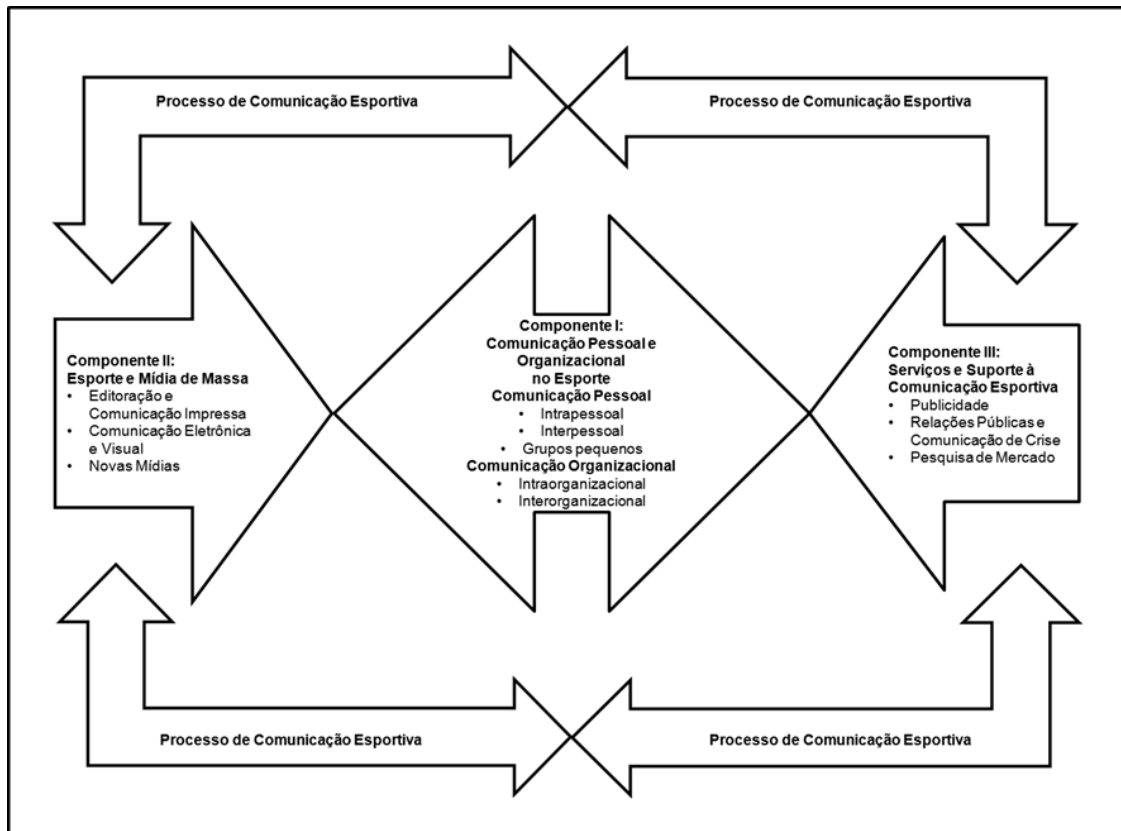 Processo de Comunicação Esportiva
Processo de Comunicação Esportiva
Componente II:
Esporte e Mídia de Massa
• Editoração e
Comunicação Impressa
• Comunicação Eletrônica
e Visual
• Novas Mídias
Componente I:
Comunicação Pessoal e
Organizacional
no Esporte
Comunicação Pessoal
• Intrapessoal
• Interpessoal
• Grupos pequenos
Comunicação Organizacional
• Intraorganizacional
• Interorganizacional
Componente III:
Serviços e Suporte à
Comunicação Esportiva
• Publicidade
• Relações Públicas e
Comunicação de Crise
• Pesquisa de Mercado
Processo de Comunicação Esportiva
Processo de Comunicação Esportiva